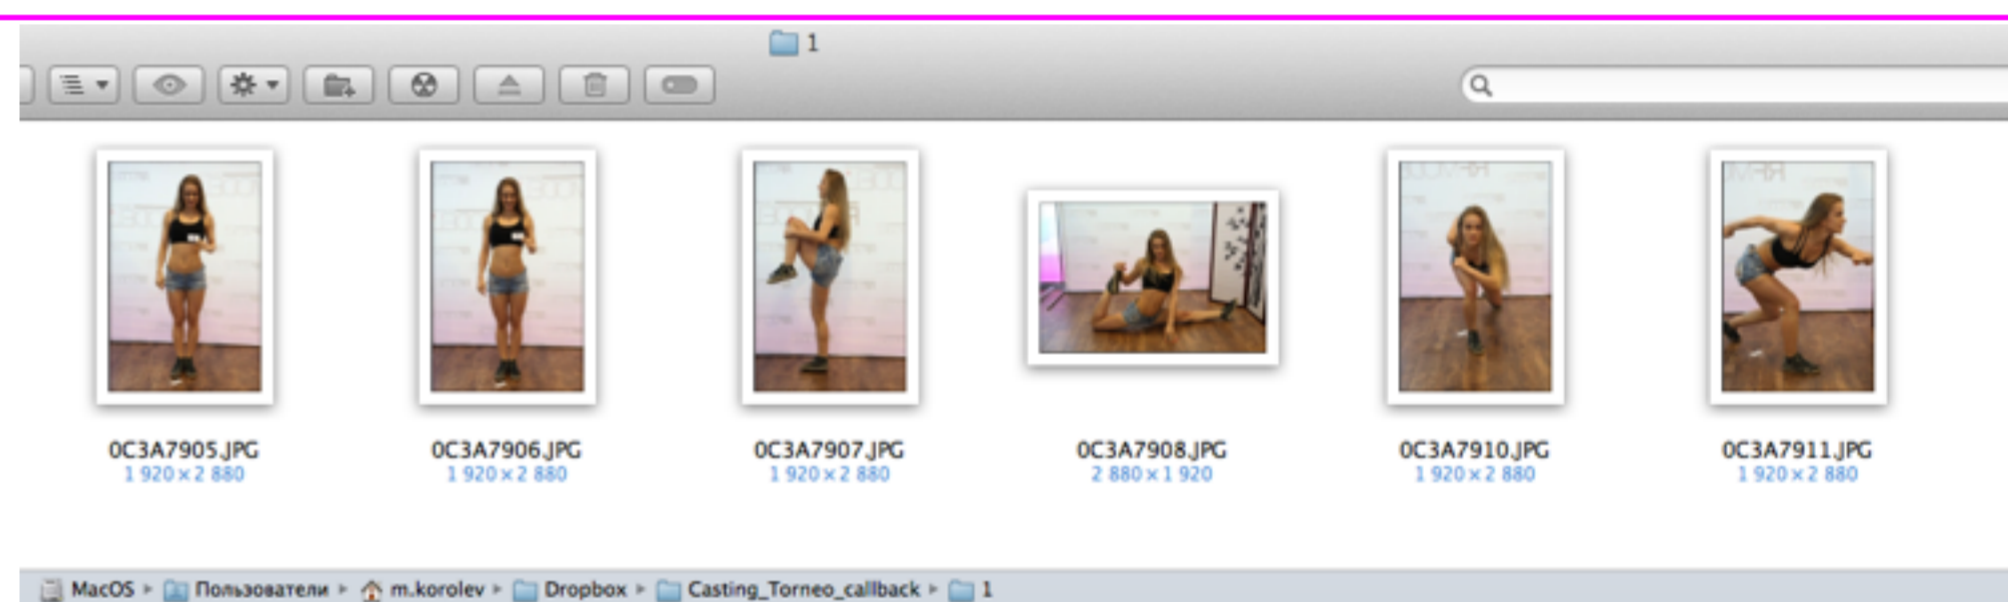 1
0C3A7905.JPG
1 920 × 2 880
0C3A7906.JPG
1 920 × 2 880
0C3A7907.JPG
1 920 × 2 880
0C3A7908.JPG
2 880 × 1 920
0C3A7910.JPG
1 920 × 2 880
0C3A7911.JPG
1 920 × 2 880
MacOS ▸ Пользователи ▸ m.korolev ▸ Dropbox ▸ Casting_Torneo_callback ▸ 1